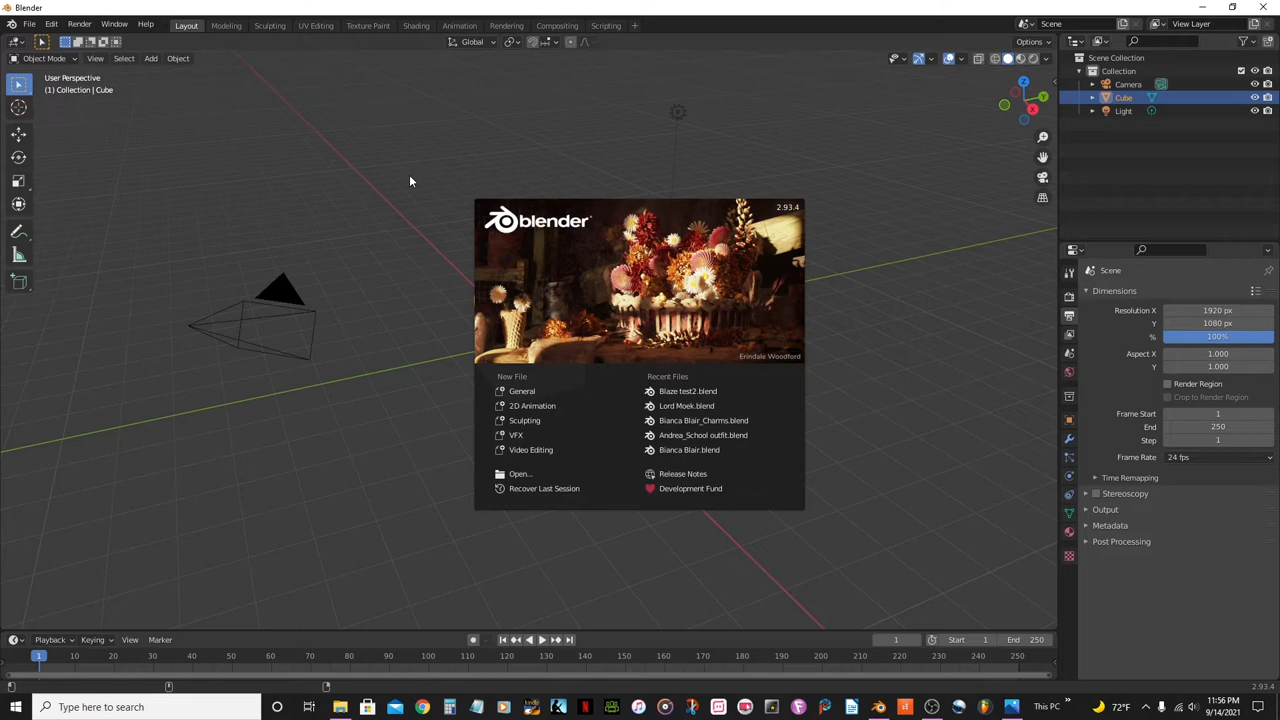 Blender
File Edit Render Window Help Layout Modeling Sculpting UV Editing Texture Paint Shading Animation Rendering Compositing Scripting + Scene View Layer
Global Options
Object Mode View Select Add Object
User Perspective
(1) Collection | Cube
Scene Collection
Collection
Camera
Cube
Light
Z
Y
X
blender
2.93.4
Erindale Woodford
New File
General
2D Animation
Sculpting
VFX
Video Editing
Open...
Recover Last Session
Recent Files
Blaze test2.blend
Lord Moek.blend
Bianca Blair_Charms.blend
Andrea_School outfit.blend
Bianca Blair.blend
Release Notes
Development Fund
Scene
Dimensions
Resolution X 1920 px
Y 1080 px
% 100%
Aspect X 1.000
Y 1.000
Render Region
Crop to Render Region
Frame Start 1
End 250
Step 1
Frame Rate 24 fps
Time Remapping
Stereoscopy
Output
Metadata
Post Processing
Playback Keying View Marker 1 Start 1 End 250
1 10 20 30 40 50 60 70 80 90 100 110 120 130 140 150 160 170 180 190 200 210 220 230 240 250
2.93.4
Type here to search This PC 72°F 11:56 PM
9/14/2021